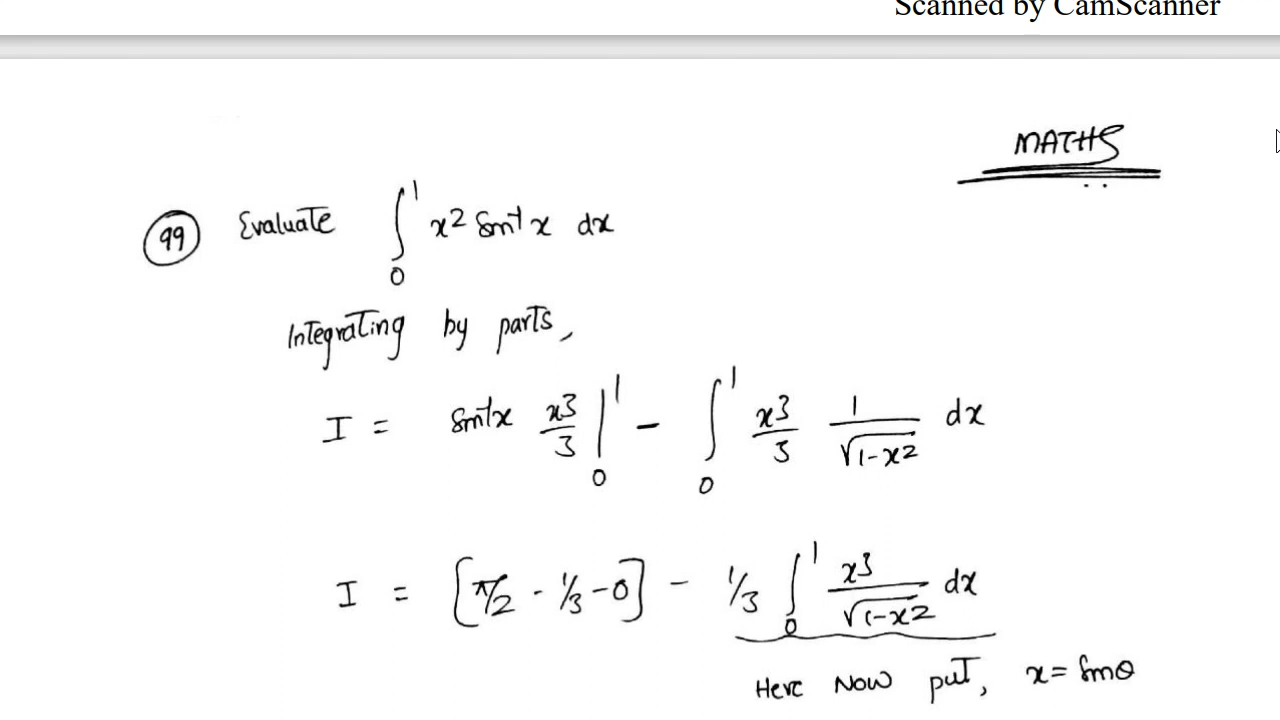 Scanned by CamScanner
MATHS
99 Evaluate ∫₀¹ x² sin⁻¹x dx
Integrating by parts,
I = sin⁻¹x x³/3 |₀¹ - ∫₀¹ x³/3 1/√1-x² dx
I = [π/2 · 1/3 - 0] - 1/3 ∫₀¹ x³/√1-x² dx
Here Now put, x = sinθ